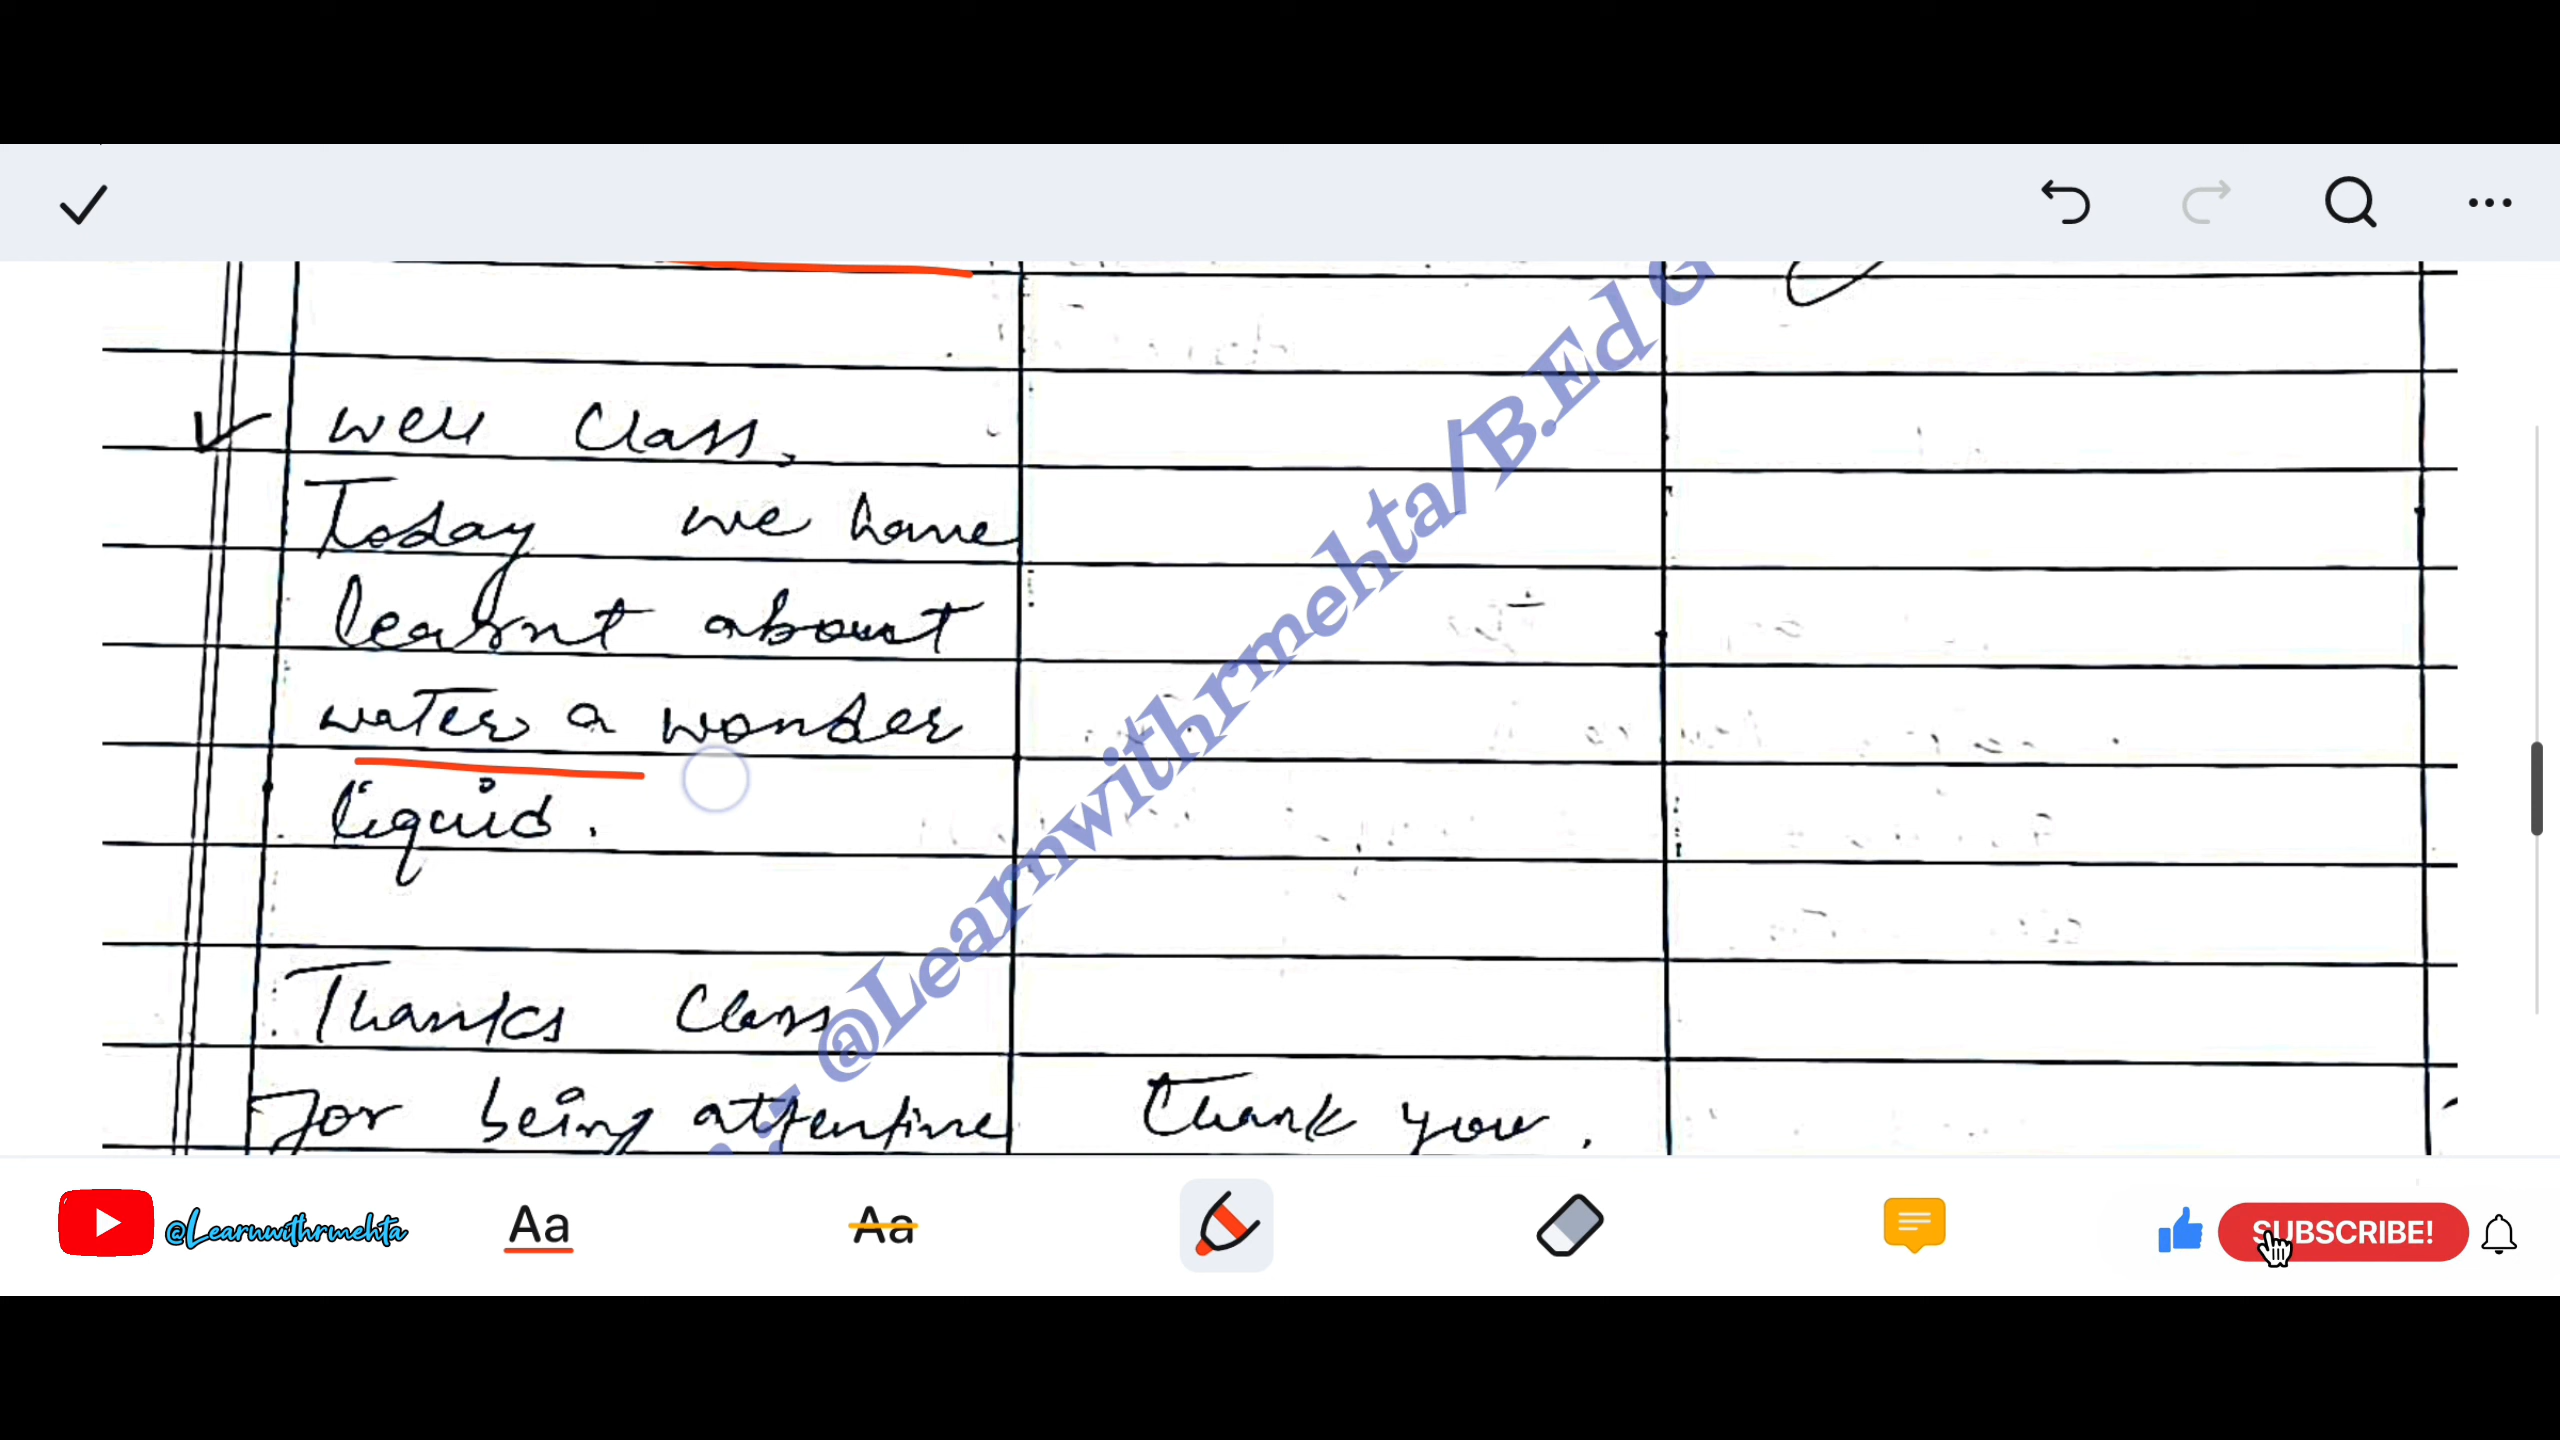 well Class,
Today we have
learnt about
water a wonder
liquid.
Thanks Class
For being attentive Thank you.
@Learnwithrmehta/B.Ed G
@Learnwithrmehta Aa Aa SUBSCRIBE!